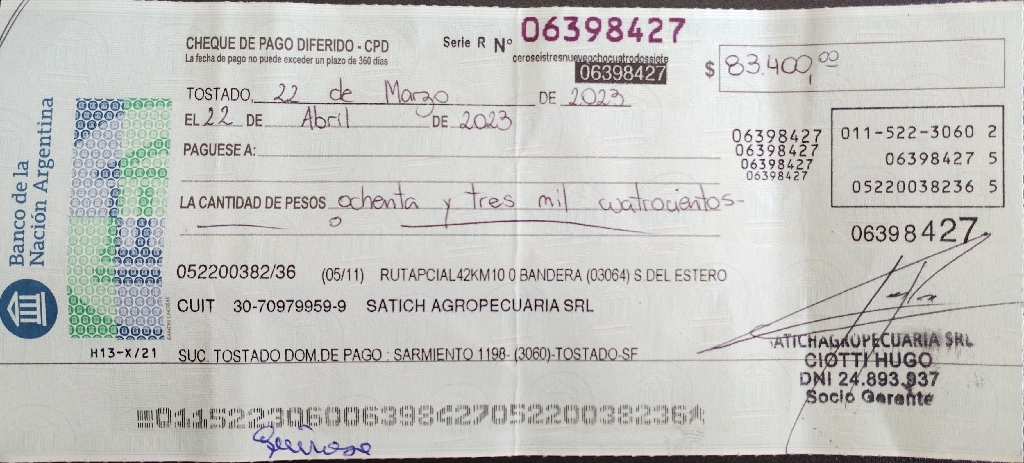 CHEQUE DE PAGO DIFERIDO - CPD
La fecha de pago no puede exceder un plazo de 360 días
Serie R Nº 06398427
ceroseistresnueveochocuatrodossiete
06398427
$ 83.400,00
TOSTADO, 22 de Marzo DE 2023
EL 22 DE Abril DE 2023
PAGUESE A:
06398427
06398427
06398427
06398427
011-522-3060 2
06398427 5
05220038236 5
LA CANTIDAD DE PESOS ochenta y tres mil cuatrocientos-
06398427
Banco de la
Nación Argentina
052200382/36 (05/11) RUTAPCIAL42KM10 0 BANDERA (03064) S.DEL ESTERO
CUIT 30-70979959-9 SATICH AGROPECUARIA SRL
H13-X/21
SUC. TOSTADO DOM.DE PAGO : SARMIENTO 1198- (3060)-TOSTADO-SF
ATICH AGROPECUARIA SRL
CIOTTI HUGO
DNI 24.893.937
Socio Gerente
01152230600639842705220038236